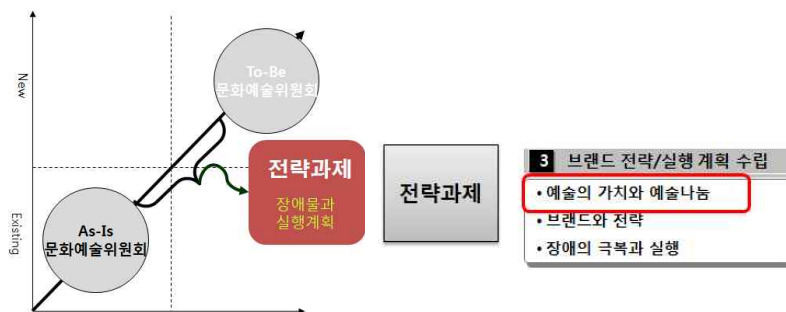 New
Existing
To-Be
문화예술위원회
As-Is
문화예술위원회
전략과제
장애물과
실행계획
전략과제
3 브랜드 전략/실행 계획 수립
• 예술의 가치와 예술나눔
• 브랜드와 전략
• 장애의 극복과 실행